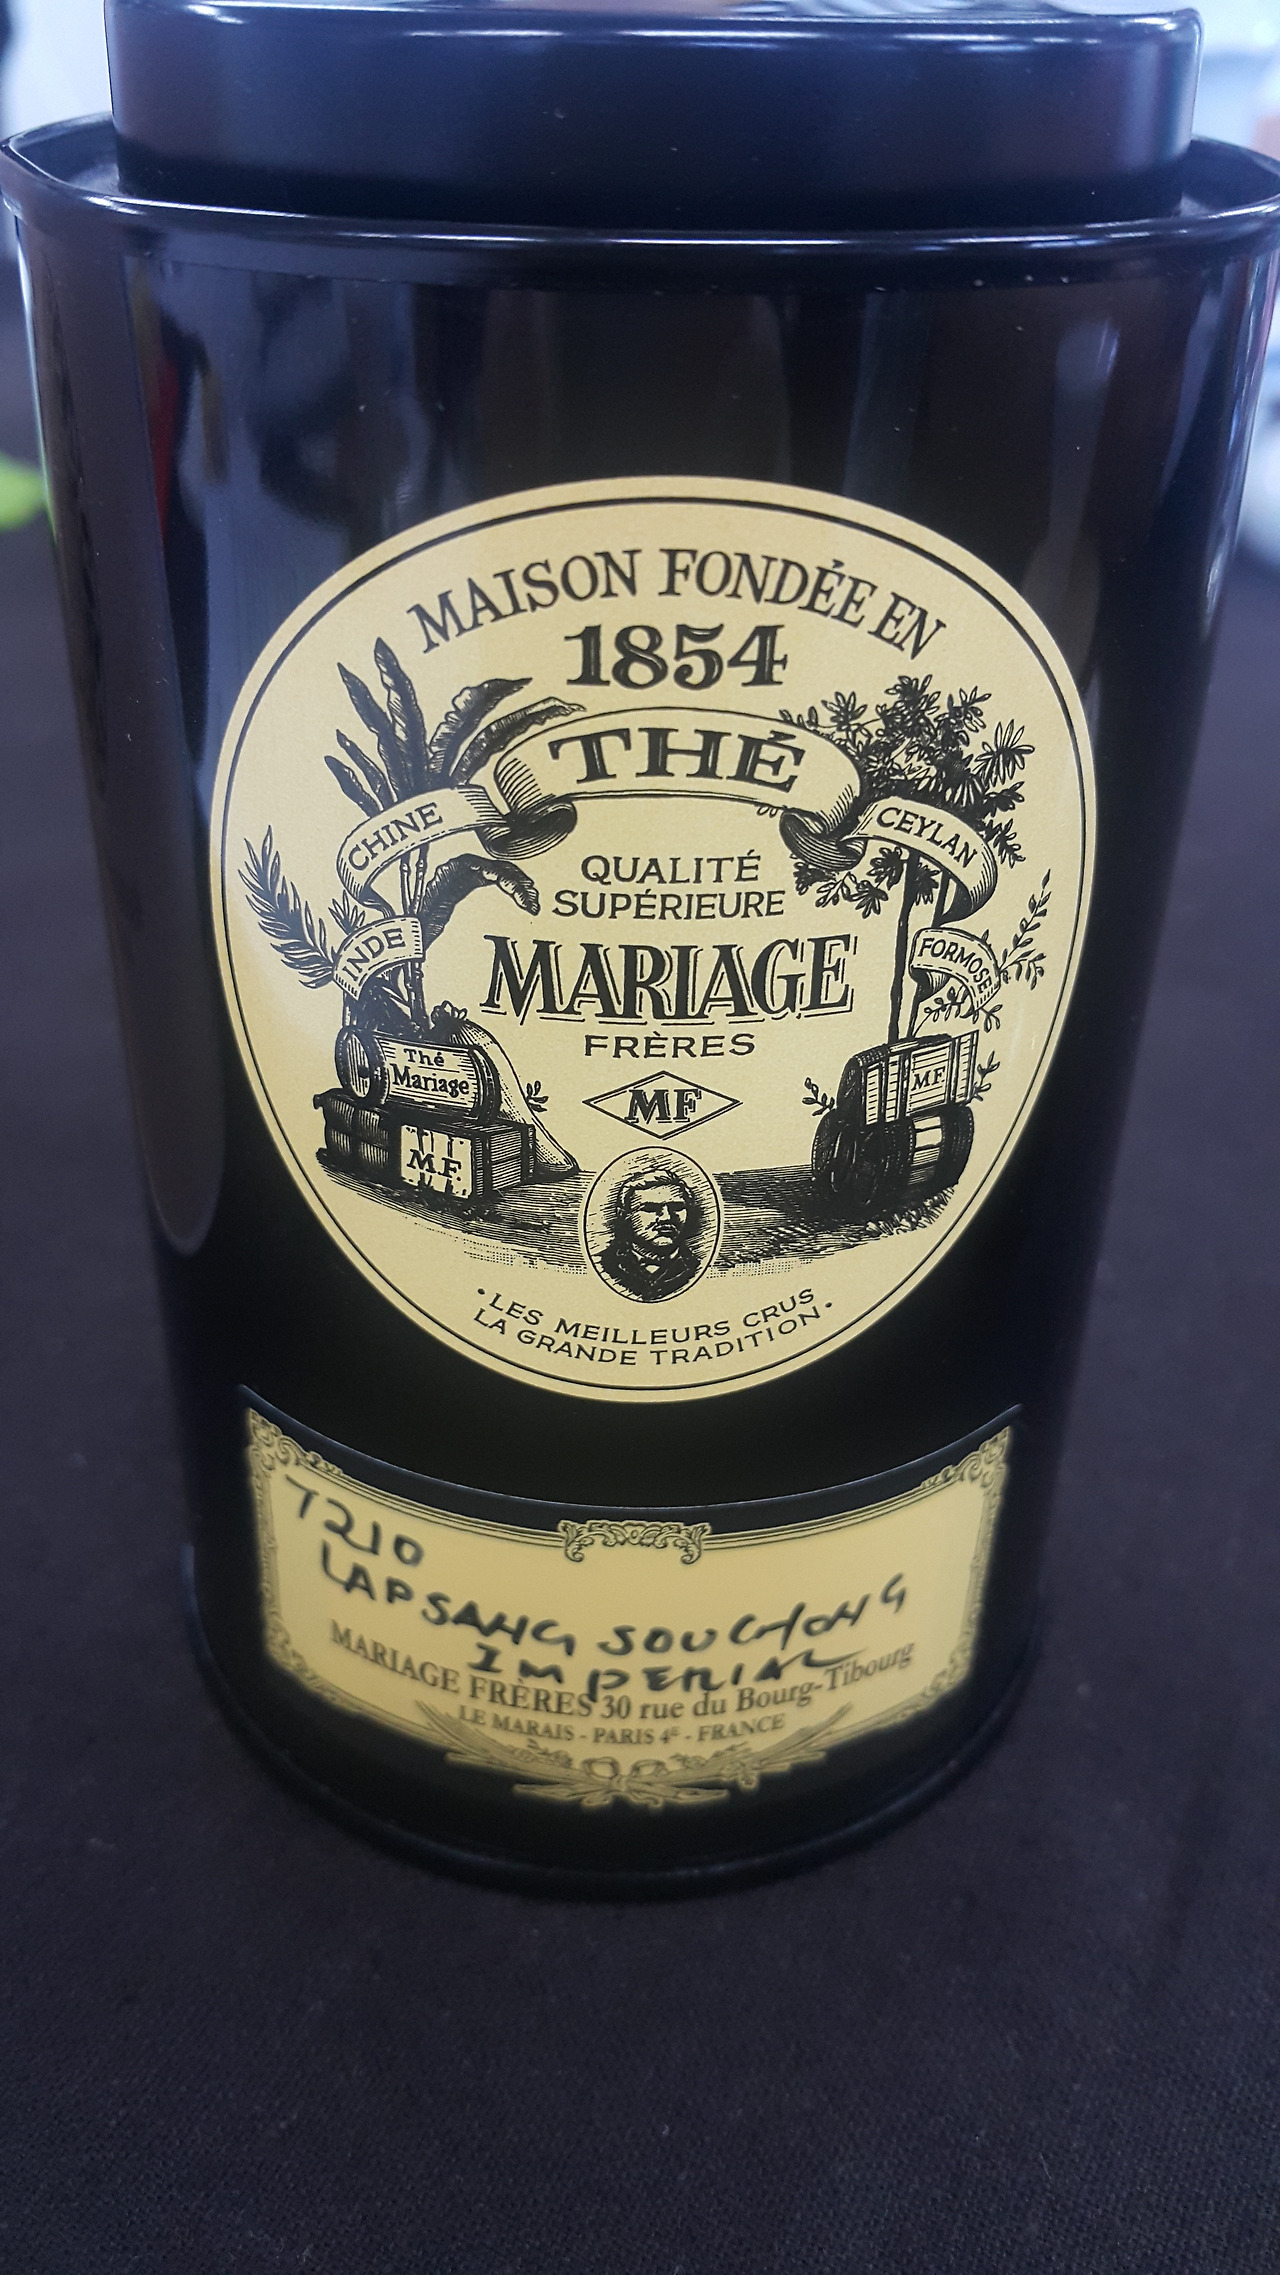 MAISON FONDÉE EN
1854
THÉ
CHINE
CEYLAN
INDE
FORMOSE
QUALITÉ
SUPÉRIEURE
MARIAGE
FRÈRES
MF
Thé
Mariage
MF
M.F.
LES MEILLEURS CRUS
LA GRANDE TRADITION
7210
LAPSANG SOUCHONG
IMPERIAL
MARIAGE FRÈRES 30 rue du Bourg-Tibourg
LE MARAIS - PARIS 4E - FRANCE